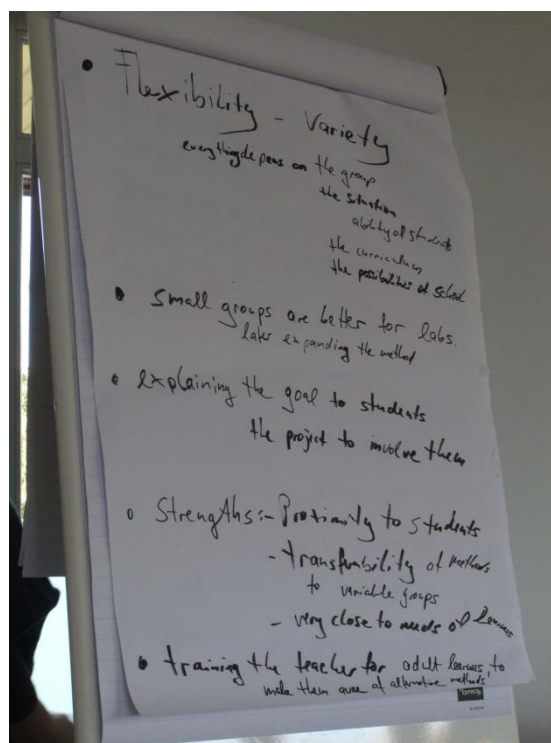 • Flexibility - Variety
everything depens on the group
the situation
ability of students
the curriculum
the possibilities of school
• Small groups are better for labs.
later expanding the method
• explaining the goal to students
the project to involve them
• Strengths:- Proximity to students
- transferability of methods
to variable groups
- very close to needs of learners
• training the teacher for adult learners, to
make them aware of alternative methods